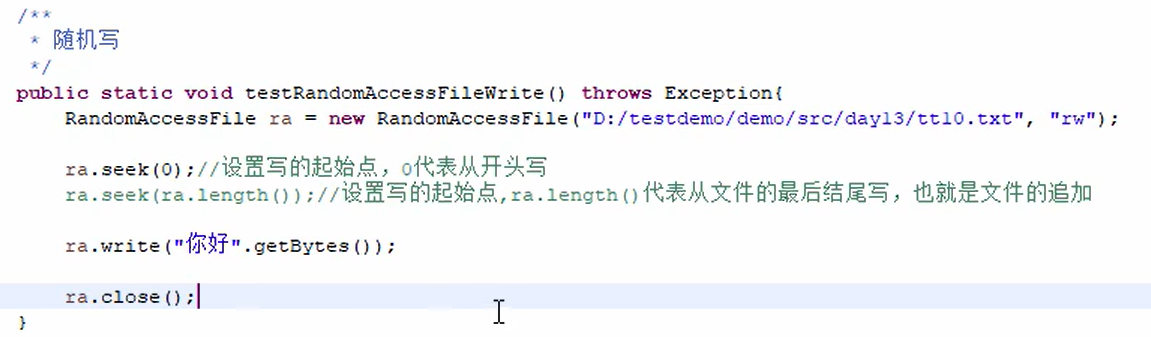 /**
 * 随机写
 */
public static void testRandomAccessFileWrite() throws Exception{
    RandomAccessFile ra = new RandomAccessFile("D:/testdemo/demo/src/day13/tt10.txt", "rw");

    ra.seek(0);//设置写的起始点，0代表从开头写
    ra.seek(ra.length());//设置写的起始点,ra.length()代表从文件的最后结尾写，也就是文件的追加

    ra.write("你好".getBytes());

    ra.close();
}